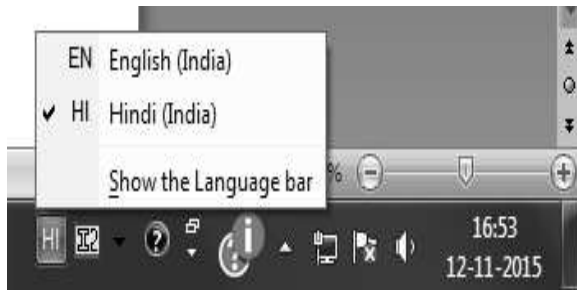 EN English (India)
✔ HI Hindi (India)
Show the Language bar
%
HI
16:53
12-11-2015